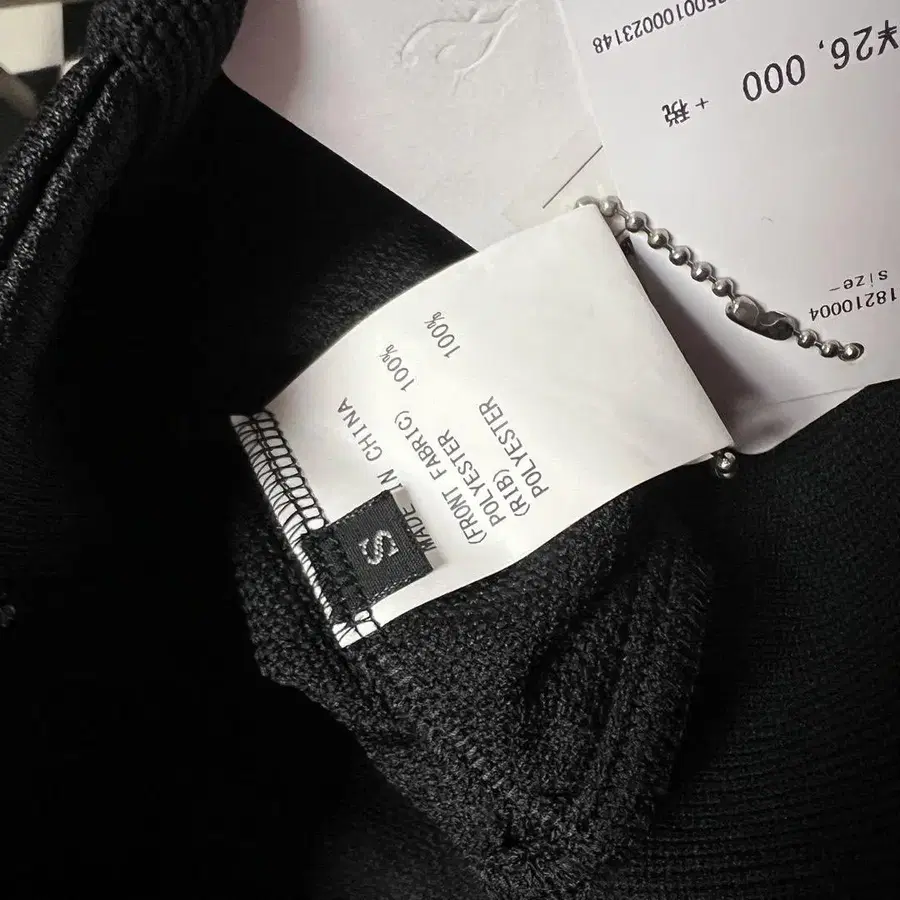 ¥26,000
+ 税
18210004
size-
MADE IN CHINA
(FRONT FABRIC)
POLYESTER 100%
(RIB)
POLYESTER 100%
S